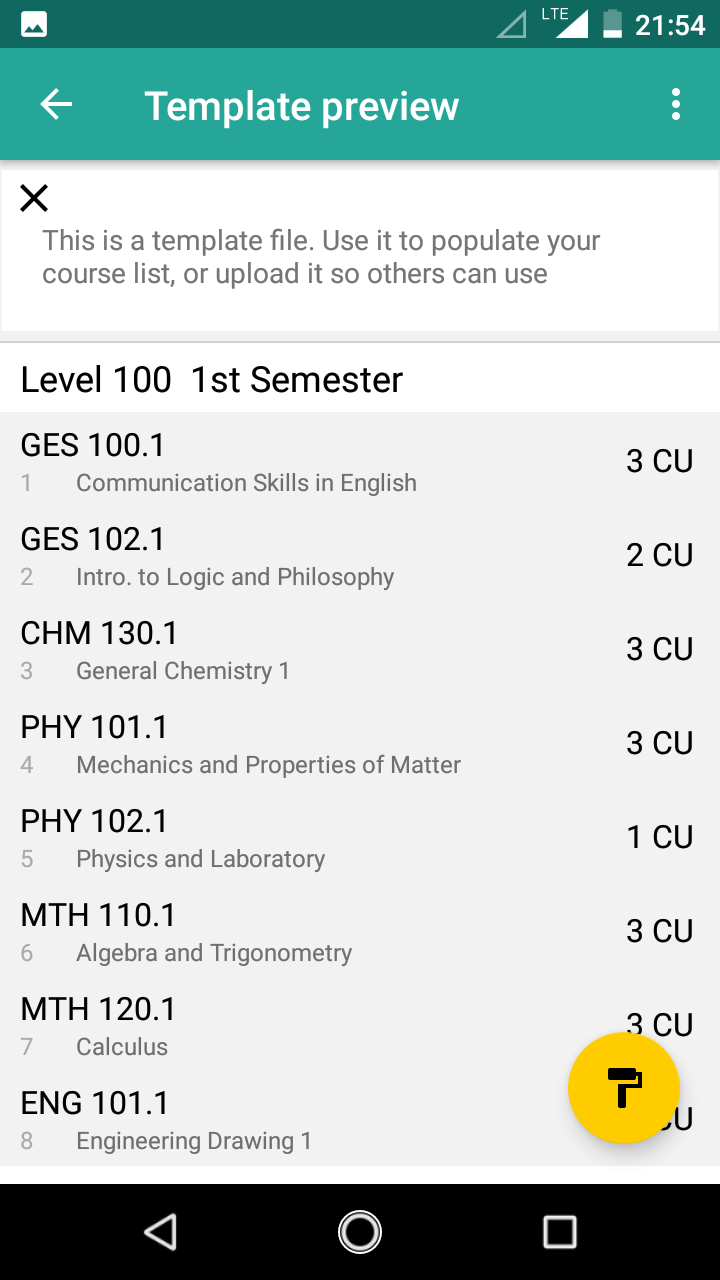 LTE 21:54
Template preview
This is a template file. Use it to populate your
course list, or upload it so others can use
Level 100 1st Semester
GES 100.1
3 CU
1 Communication Skills in English
GES 102.1
2 CU
2 Intro. to Logic and Philosophy
CHM 130.1
3 CU
3 General Chemistry 1
PHY 101.1
3 CU
4 Mechanics and Properties of Matter
PHY 102.1
1 CU
5 Physics and Laboratory
MTH 110.1
3 CU
6 Algebra and Trigonometry
MTH 120.1
3 CU
7 Calculus
ENG 101.1
8 Engineering Drawing 1